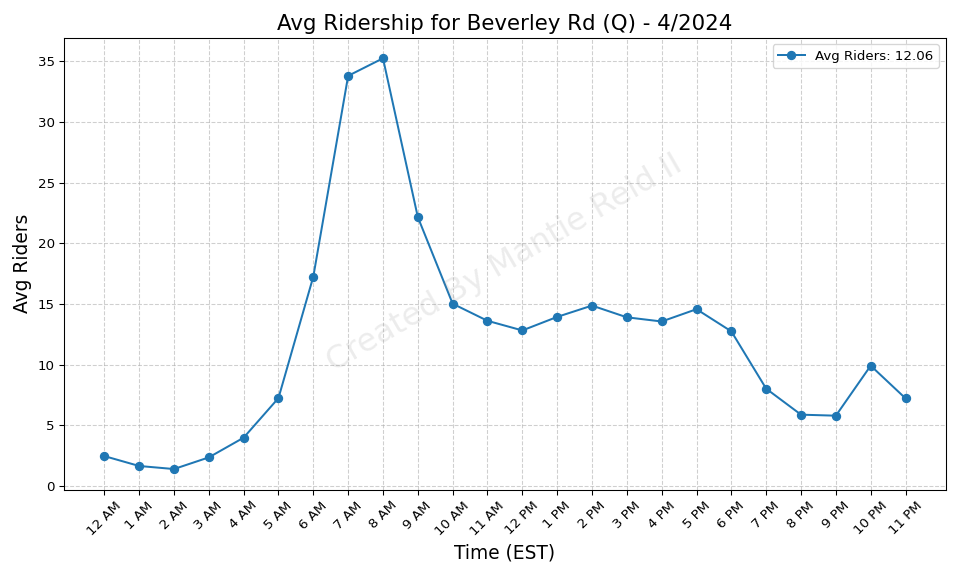 Avg Ridership for Beverley Rd (Q) - 4/2024
Avg Riders: 12.06
Created By Mantie Reid II
Avg Riders
35
30
25
20
15
10
5
0
12 AM
1 AM
2 AM
3 AM
4 AM
5 AM
6 AM
7 AM
8 AM
9 AM
10 AM
11 AM
12 PM
1 PM
2 PM
3 PM
4 PM
5 PM
6 PM
7 PM
8 PM
9 PM
10 PM
11 PM
Time (EST)